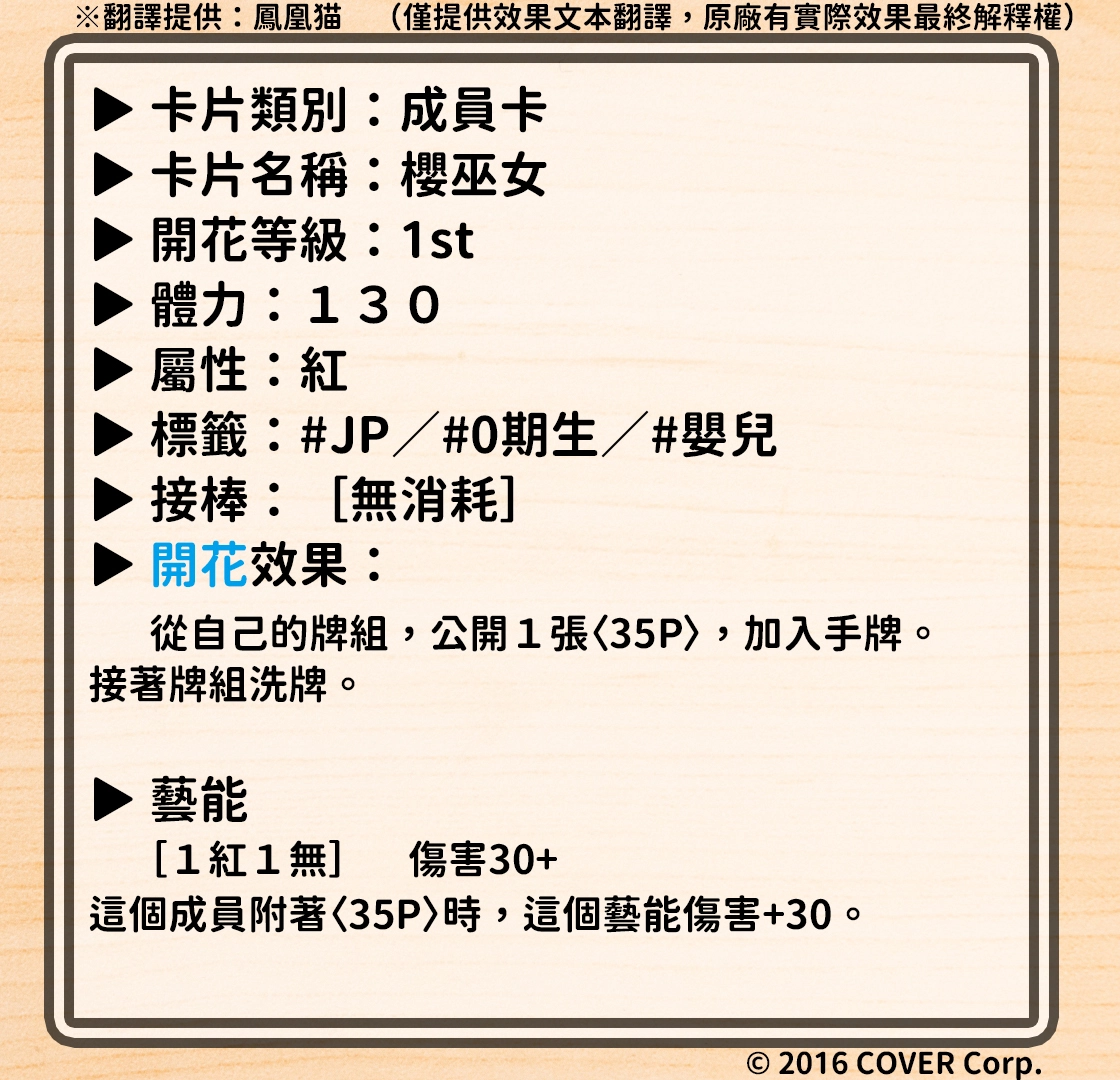 ※翻譯提供：鳳凰猫　（僅提供效果文本翻譯，原廠有實際效果最終解釋權）
▶ 卡片類別：成員卡
▶ 卡片名稱：櫻巫女
▶ 開花等級：1st
▶ 體力：１３０
▶ 屬性：紅
▶ 標籤：#JP／#0期生／#嬰兒
▶ 接棒：［無消耗］
▶ 開花效果：
從自己的牌組，公開１張〈35P〉，加入手牌。
接著牌組洗牌。
▶ 藝能
［１紅１無］　傷害30+
這個成員附著〈35P〉時，這個藝能傷害+30。
© 2016 COVER Corp.